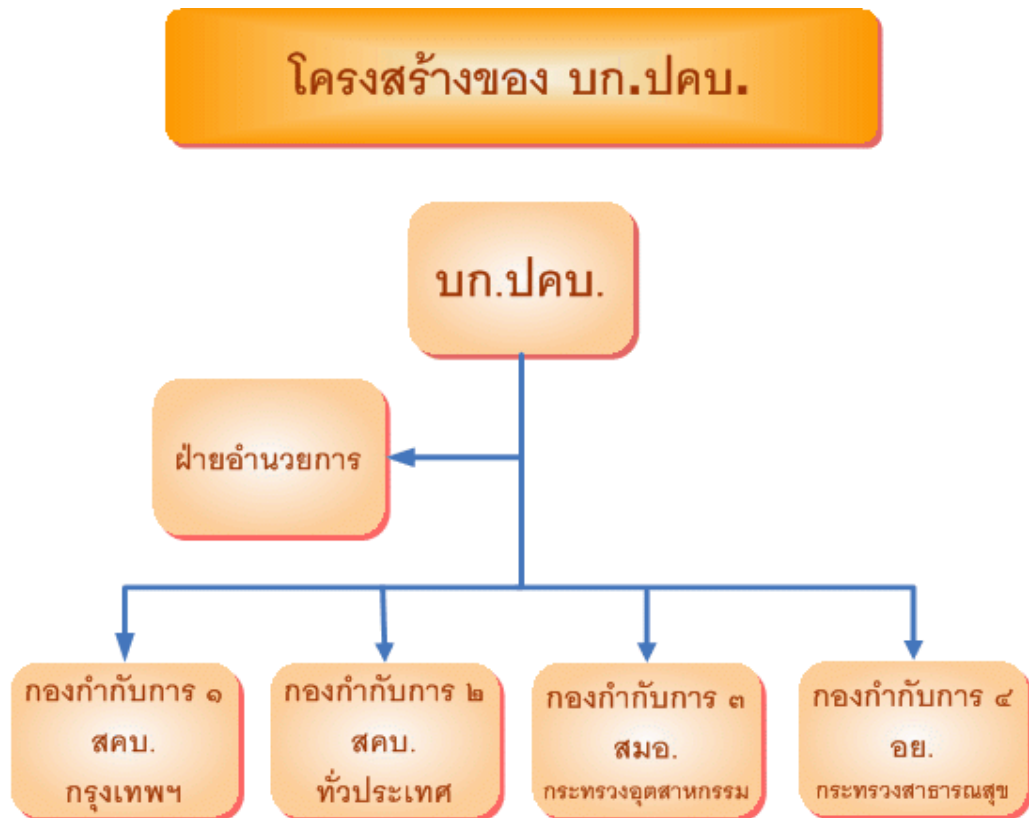 โครงสร้างของ บก.ปคบ.
บก.ปคบ.
ฝ่ายอำนวยการ
กองกำกับการ ๑
สคบ.
กรุงเทพฯ
กองกำกับการ ๒
สคบ.
ทั่วประเทศ
กองกำกับการ ๓
สมอ.
กระทรวงอุตสาหกรรม
กองกำกับการ ๔
อย.
กระทรวงสาธารณสุข